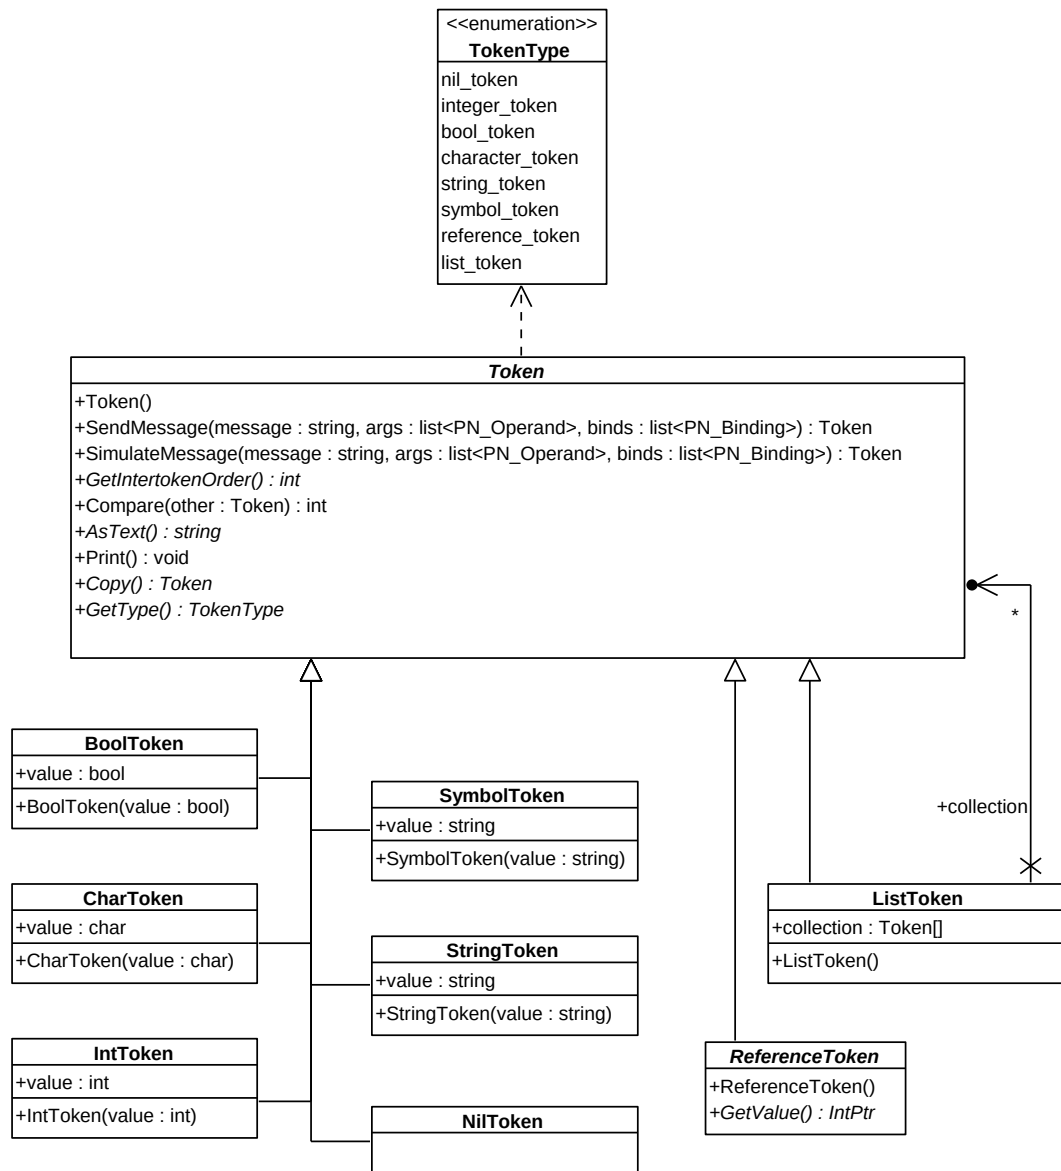 <<enumeration>>
TokenType
nil_token
integer_token
bool_token
character_token
string_token
symbol_token
reference_token
list_token
Token
+Token()
+SendMessage(message : string, args : list<PN_Operand>, binds : list<PN_Binding>) : Token
+SimulateMessage(message : string, args : list<PN_Operand>, binds : list<PN_Binding>) : Token
+GetIntertokenOrder() : int
+Compare(other : Token) : int
+AsText() : string
+Print() : void
+Copy() : Token
+GetType() : TokenType
*
+collection
BoolToken
+value : bool
+BoolToken(value : bool)
SymbolToken
+value : string
+SymbolToken(value : string)
CharToken
+value : char
+CharToken(value : char)
ListToken
+collection : Token[]
+ListToken()
StringToken
+value : string
+StringToken(value : string)
IntToken
+value : int
+IntToken(value : int)
ReferenceToken
+ReferenceToken()
+GetValue() : IntPtr
NilToken